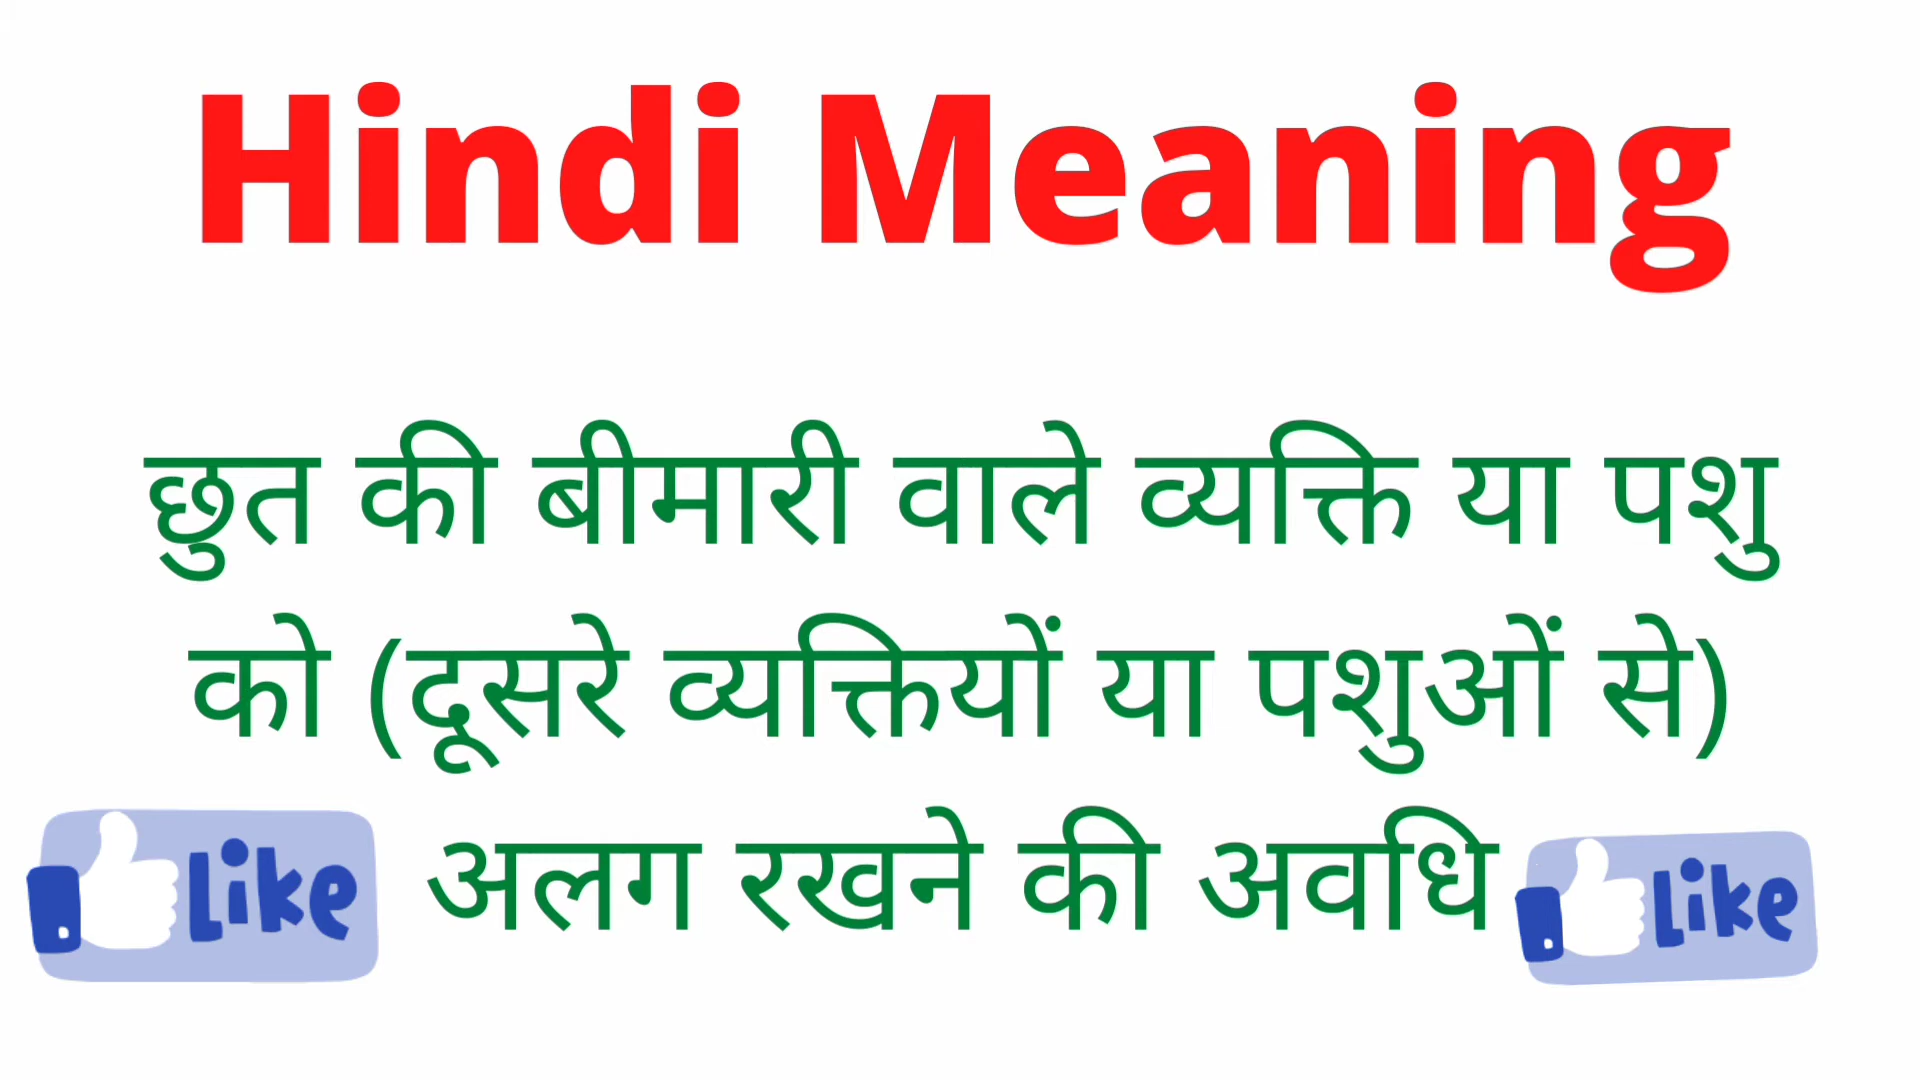 Hindi Meaning
छुत की बीमारी वाले व्यक्ति या पशु
को (दूसरे व्यक्तियों या पशुओं से)
अलग रखने की अवधि
like
like